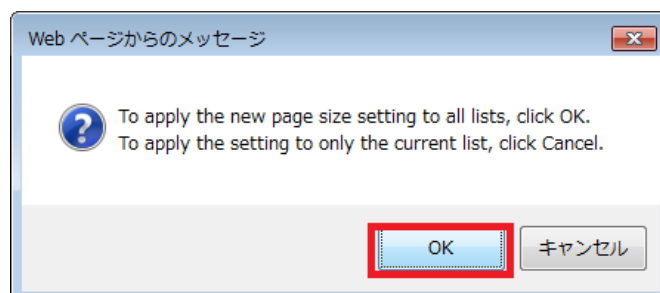 Web ページからのメッセージ
To apply the new page size setting to all lists, click OK.
To apply the setting to only the current list, click Cancel.
OK
キャンセル